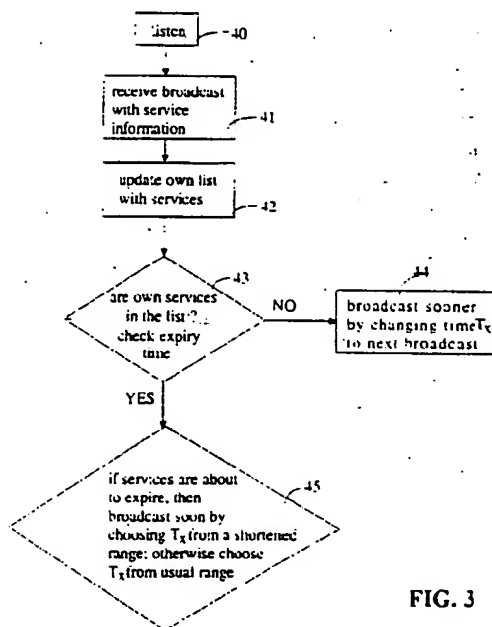 listen
40
receive broadcast
with service
information
41
update own list
with services
42
43
are own services
in the list?
check expiry
time
NO
44
broadcast sooner
by changing time Tx
to next broadcast
YES
45
if services are about
to expire, then
broadcast soon by
choosing Tx from a shortened
range; otherwise choose
Tx from usual range
FIG. 3